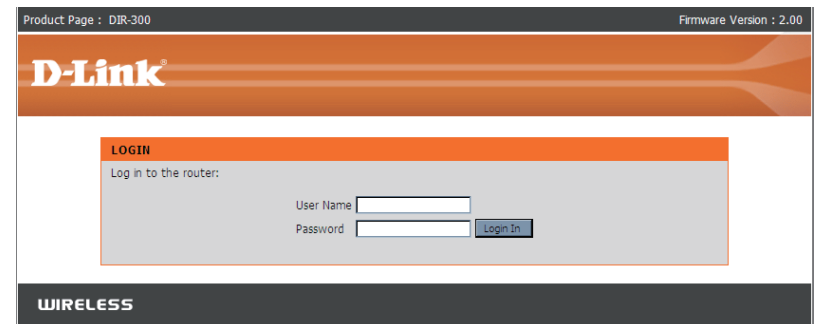 Product Page : DIR-300 Firmware Version : 2.00
D-Link®
LOGIN
Log in to the router:
User Name
Password Login In
WIRELESS